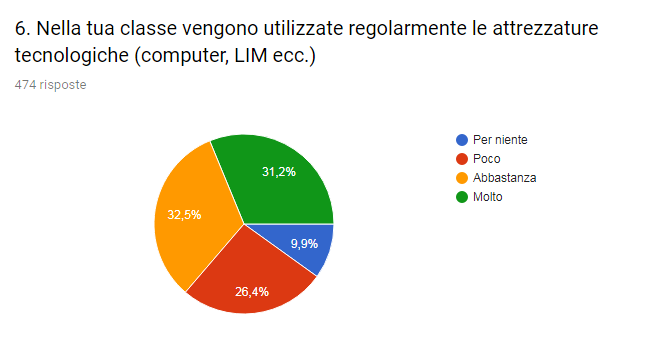 6. Nella tua classe vengono utilizzate regolarmente le attrezzature
tecnologiche (computer, LIM ecc.)
474 risposte
Per niente
Poco
Abbastanza
Molto
31,2%
32,5%
9,9%
26,4%